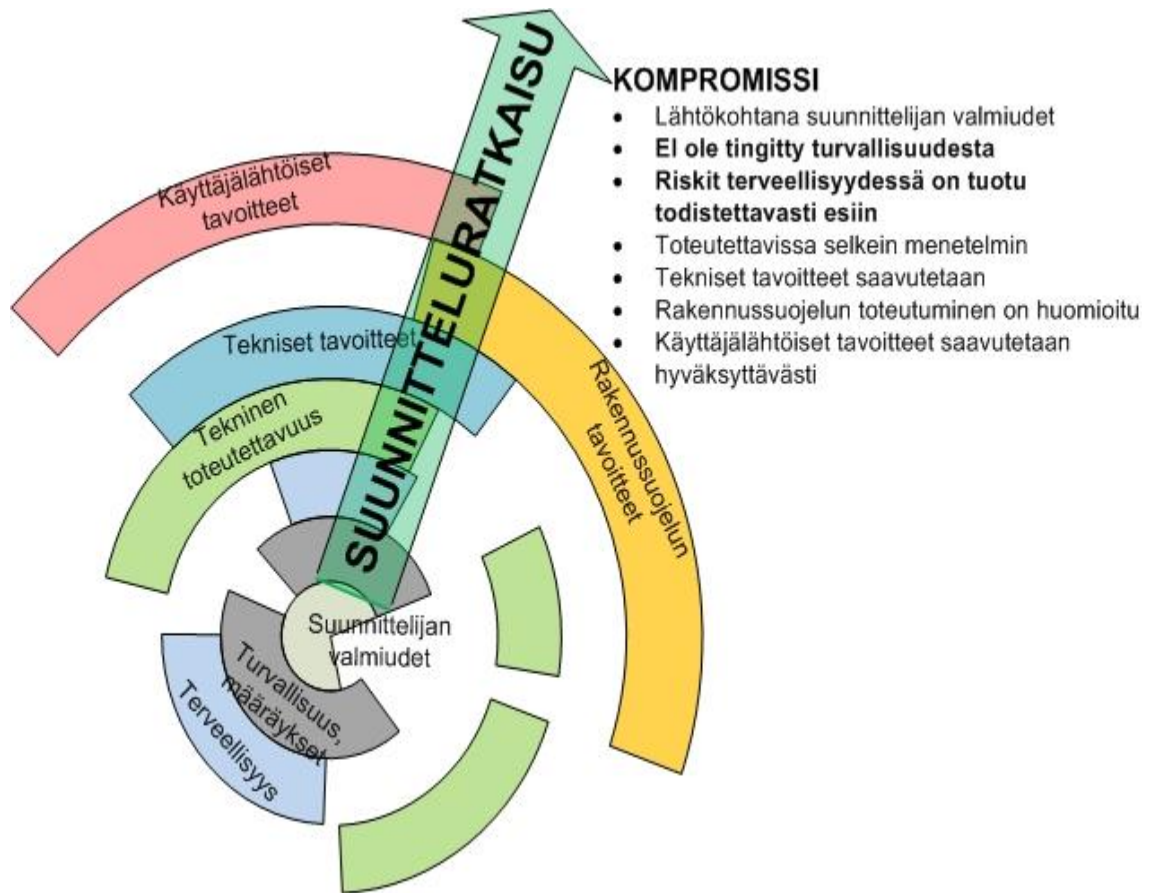 KOMPROMISSI
• Lähtökohtana suunnittelijan valmiudet
• EI ole tingitty turvallisuudesta
• Riskit terveellisyydessä on tuotu
todistettavasti esiin
• Toteutettavissa selkein menetelmin
• Tekniset tavoitteet saavutetaan
• Rakennussuojelun toteutuminen on huomioitu
• Käyttäjälähtöiset tavoitteet saavutetaan
hyväksyttävästi
SUUNNITTELURATKAISU
Käyttäjälähtöiset
tavoitteet
Tekniset tavoitteet
Tekninen
toteutettavuus
Rakennussuojelun
tavoitteet
Suunnittelijan
valmiudet
Turvallisuus,
määräykset
Terveellisyys